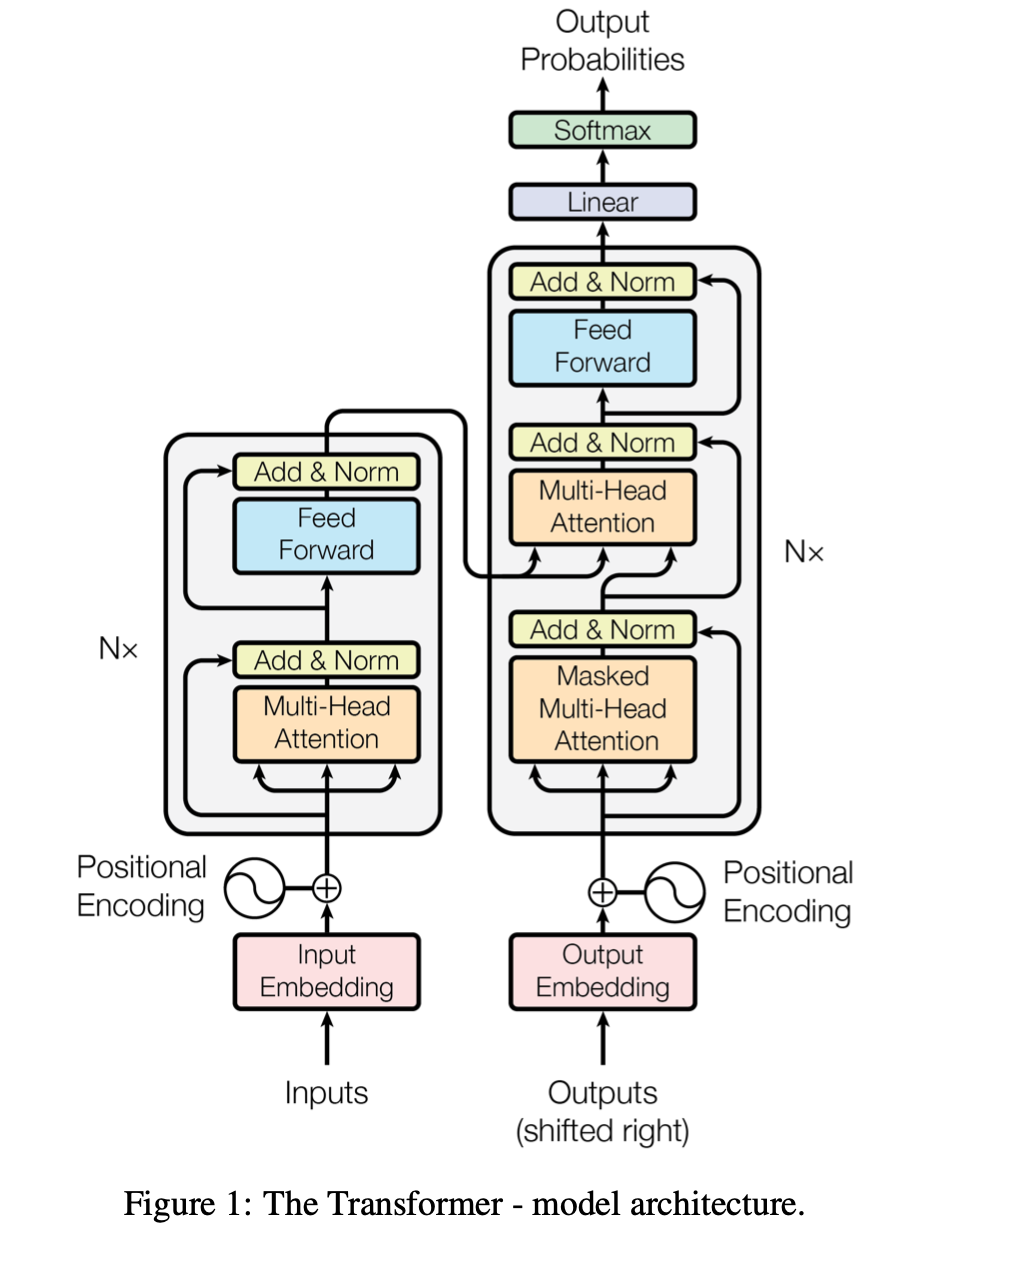 Output
Probabilities
Softmax
Linear
Add & Norm
Feed
Forward
Add & Norm
Multi-Head
Attention
Nx
Add & Norm
Masked
Multi-Head
Attention
Add & Norm
Feed
Forward
Nx
Add & Norm
Multi-Head
Attention
Positional
Encoding
Positional
Encoding
Input
Embedding
Output
Embedding
Inputs
Outputs
(shifted right)
Figure 1: The Transformer - model architecture.